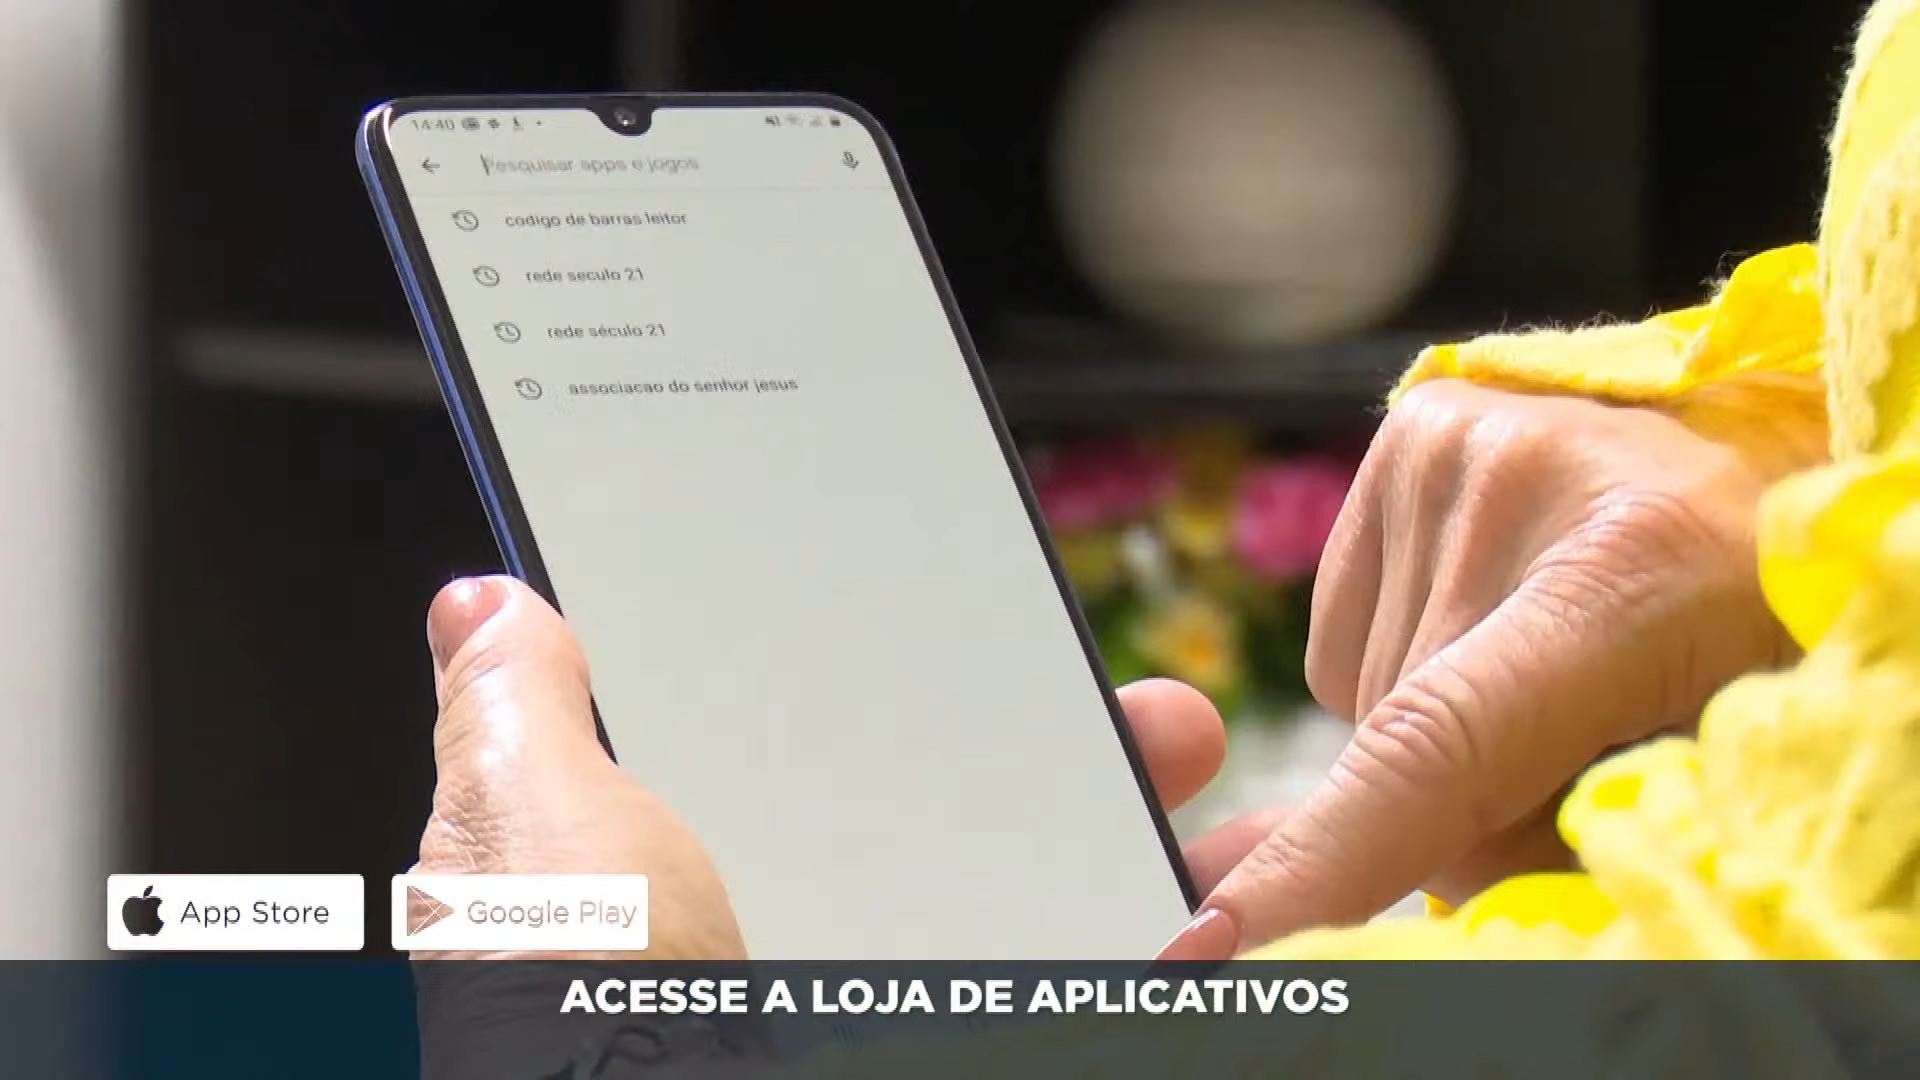 14:40
Pesquisar apps e jogos
codigo de barras leitor
rede seculo 21
rede século 21
associacao do senhor jesus
App Store
Google Play
ACESSE A LOJA DE APLICATIVOS